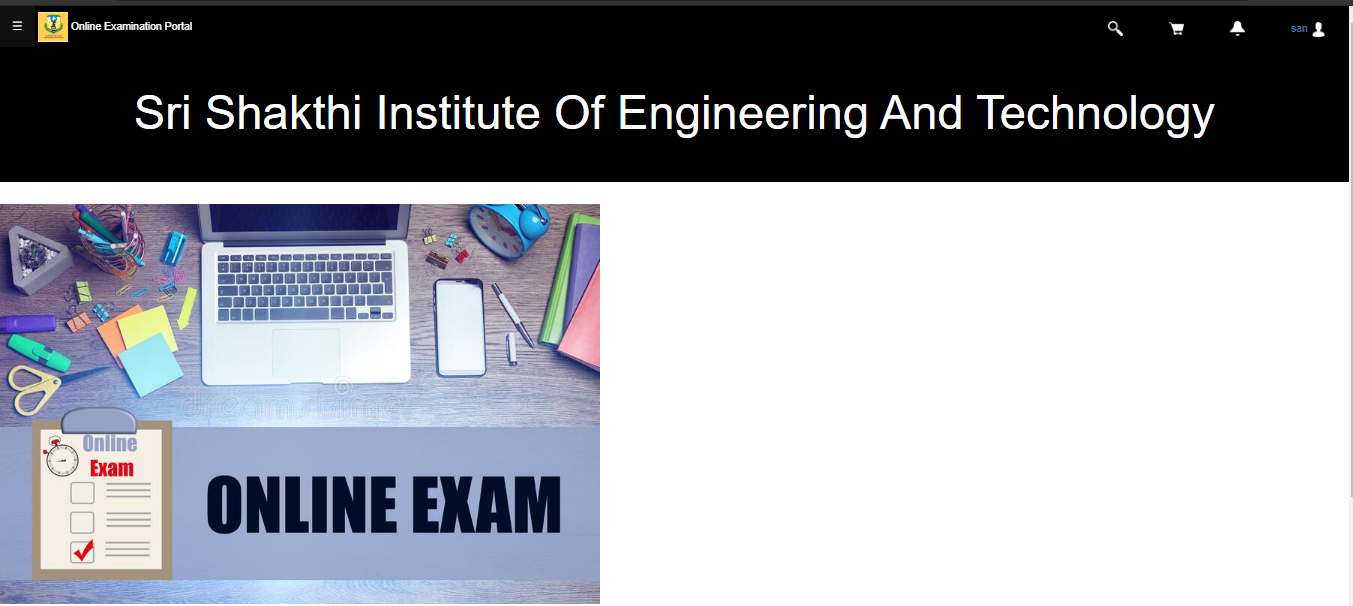 Online Examination Portal
san
Sri Shakthi Institute Of Engineering And Technology
dreamstime
Online
Exam
ONLINE EXAM